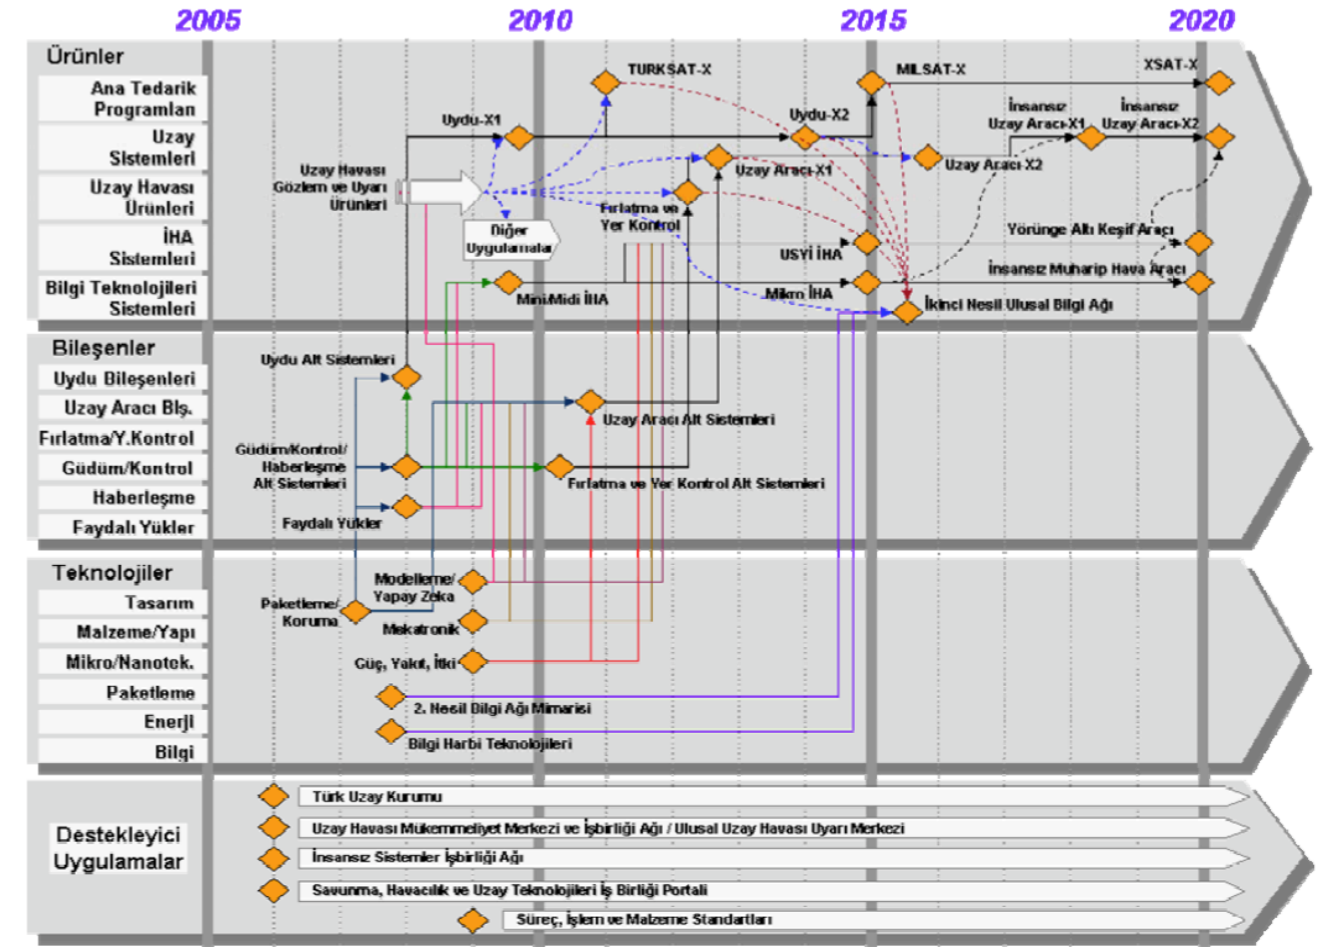 2005
2010
2015
2020
Ürünler
Ana Tedarik
Programları
Uzay
Sistemleri
Uzay Havası
Ürünleri
İHA
Sistemleri
Bilgi Teknolojileri
Sistemleri
TURKSAT-X
MILSAT-X
XSAT-X
Uydu-X1
Uydu-X2
İnsansız
Uzay Aracı-X1
İnsansız
Uzay Aracı-X2
Uzay Aracı-X1
Uzay Aracı-X2
Uzay Havası
Gözlem ve Uyarı
Ürünleri
Diğer
Uygulamalar
Fırlatma ve
Yer Kontrol
USYİ İHA
Yörünge Altı Keşif Aracı
Mini/Midi İHA
Mikro İHA
İnsansız Muharip Hava Aracı
İkinci Nesil Ulusal Bilgi Ağı
Bileşenler
Uydu Bileşenleri
Uzay Aracı Blş.
Fırlatma/Y.Kontrol
Güdüm/Kontrol
Haberleşme
Faydalı Yükler
Uydu Alt Sistemleri
Uzay Aracı Alt Sistemleri
Güdüm/Kontrol/
Haberleşme
Alt Sistemleri
Fırlatma ve Yer Kontrol Alt Sistemleri
Faydalı Yükler
Teknolojiler
Tasarım
Malzeme/Yapı
Mikro/Nanotek.
Paketleme
Enerji
Bilgi
Modelleme/
Yapay Zeka
Paketleme/
Koruma
Mekatronik
Güç, Yakıt, İtki
2. Nesil Bilgi Ağı Mimarisi
Bilgi Harbi Teknolojileri
Destekleyici
Uygulamalar
Türk Uzay Kurumu
Uzay Havası Mükemmeliyet Merkezi ve İşbirliği Ağı / Ulusal Uzay Havası Uyarı Merkezi
İnsansız Sistemler İşbirliği Ağı
Savunma, Havacılık ve Uzay Teknolojileri İş Birliği Portali
Süreç, İşlem ve Malzeme Standartları